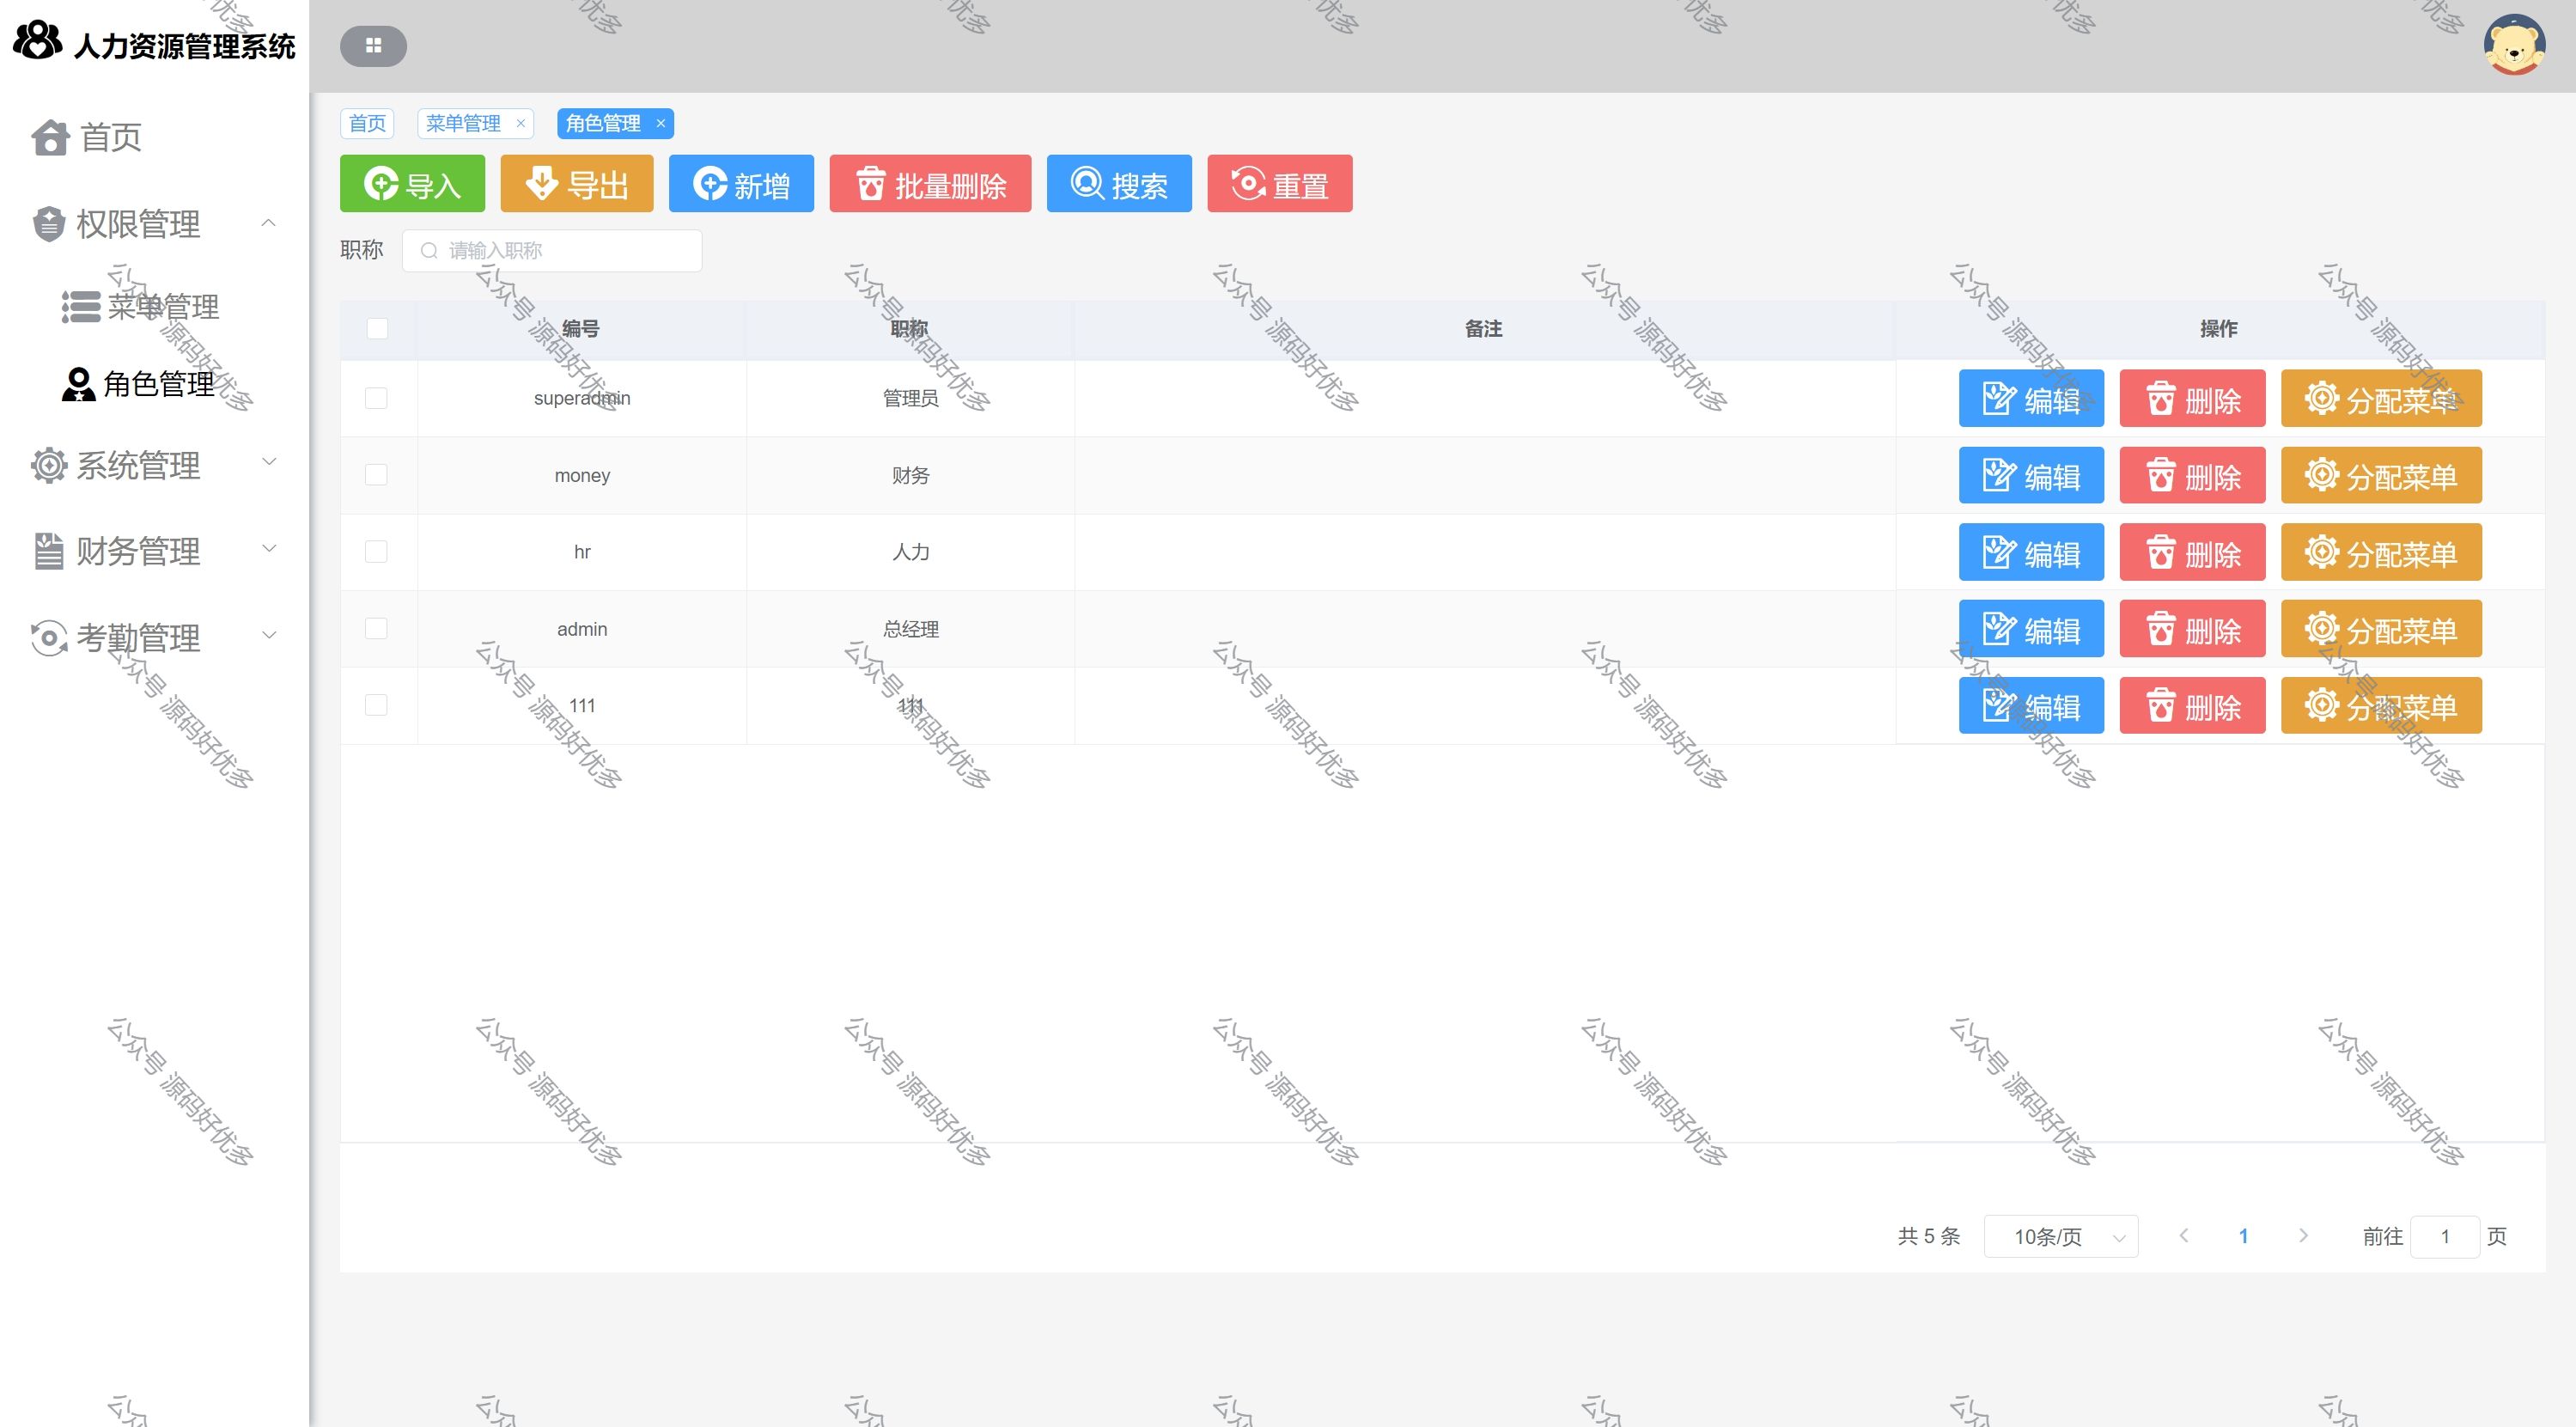 人力资源管理系统
首页
权限管理
菜单管理
角色管理
系统管理
财务管理
考勤管理
首页 菜单管理 × 角色管理 ×
导入 导出 新增 批量删除 搜索 重置
职称 请输入职称
编号 职称 备注 操作
superadmin 管理员 编辑 删除 分配菜单
money 财务 编辑 删除 分配菜单
hr 人力 编辑 删除 分配菜单
admin 总经理 编辑 删除 分配菜单
111 111 编辑 删除 分配菜单
共 5 条 10条/页 1 前往 1 页
公众号 源码好优多